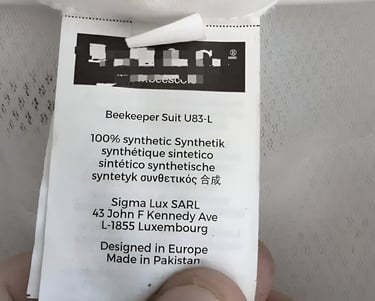 Beekeeper Suit U83-L
100% synthetic Synthetik
synthétique sintetico
sintético synthetische
syntetyk συνθετικός 合成
Sigma Lux SARL
43 John F Kennedy Ave
L-1855 Luxembourg
Designed in Europe
Made in Pakistan